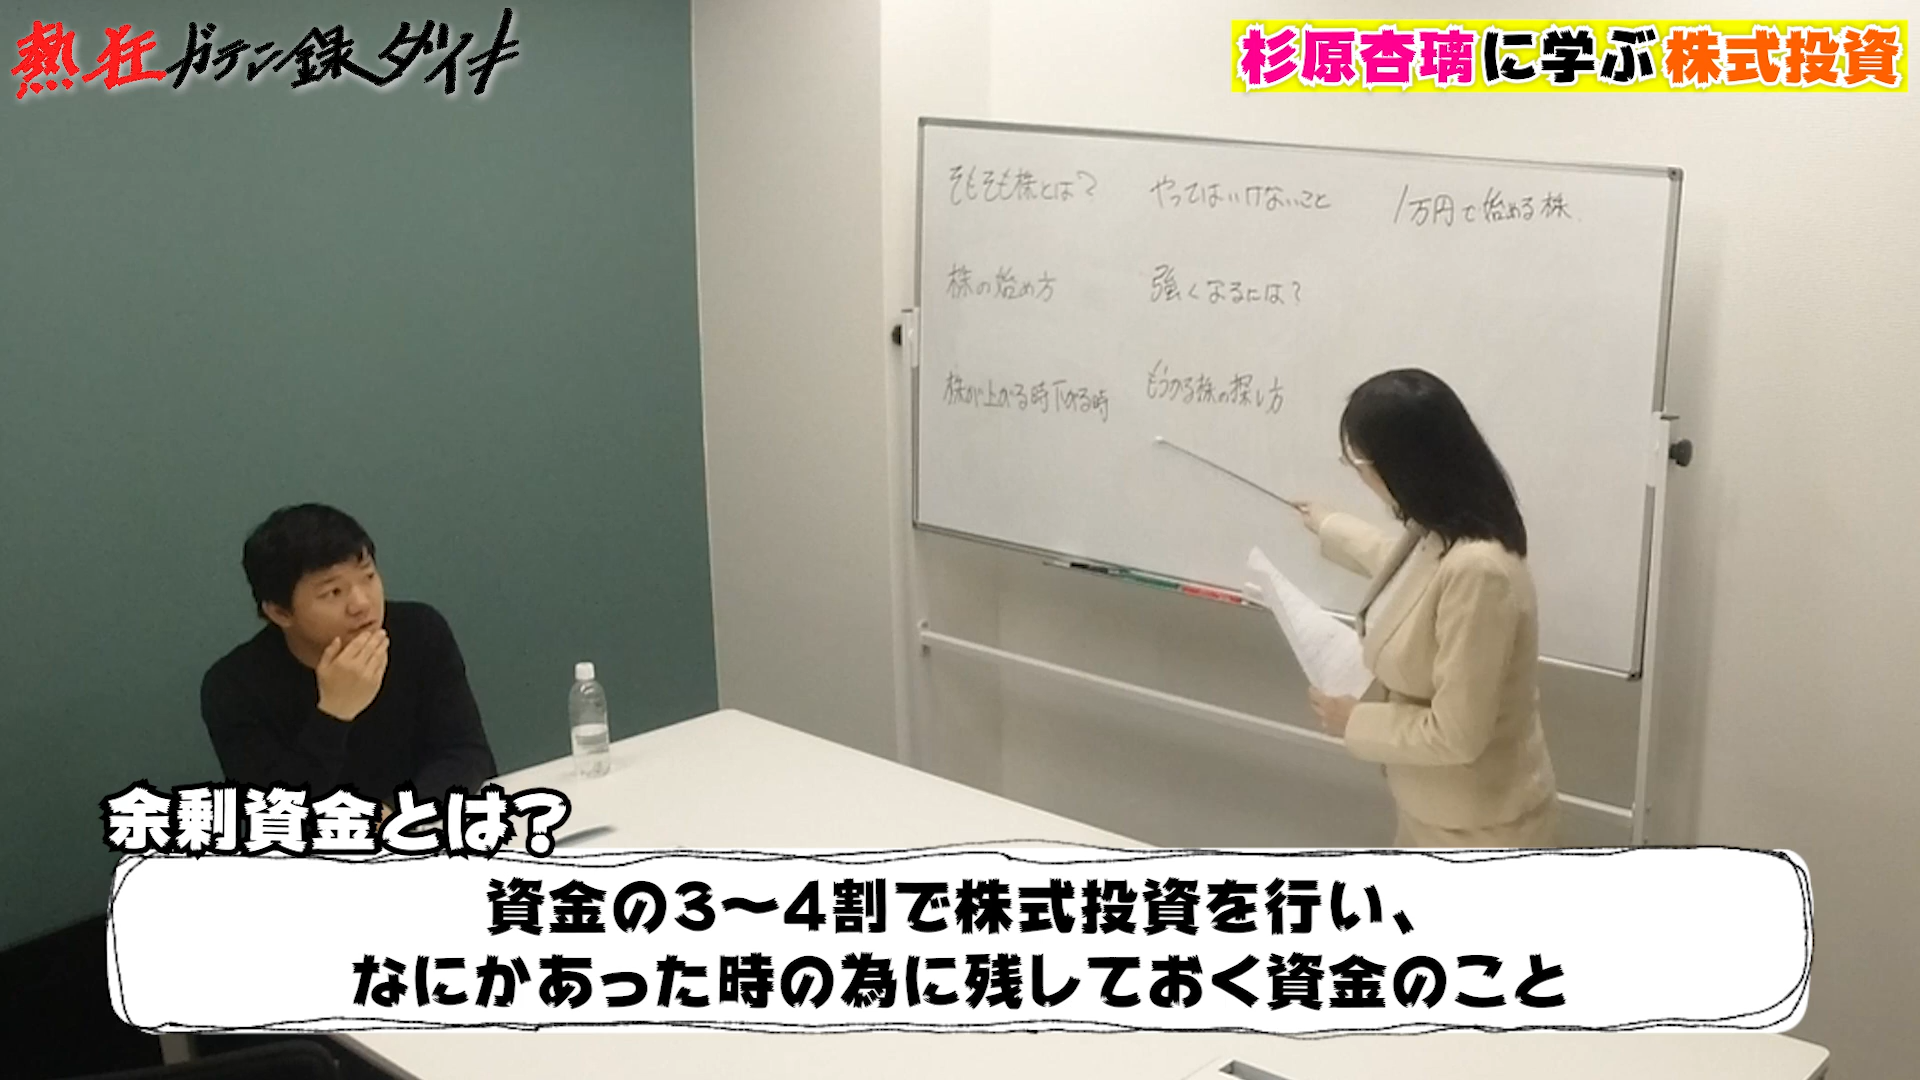 熱狂ガテン録ダイキ
杉原杏璃に学ぶ株式投資
そもそも株とは?
やってはいけないこと
1万円で始める株
株の始め方
強くなるには?
株が上がる時下がる時
もうかる株の探し方
余剰資金とは?
資金の3～4割で株式投資を行い、
なにかあった時の為に残しておく資金のこと